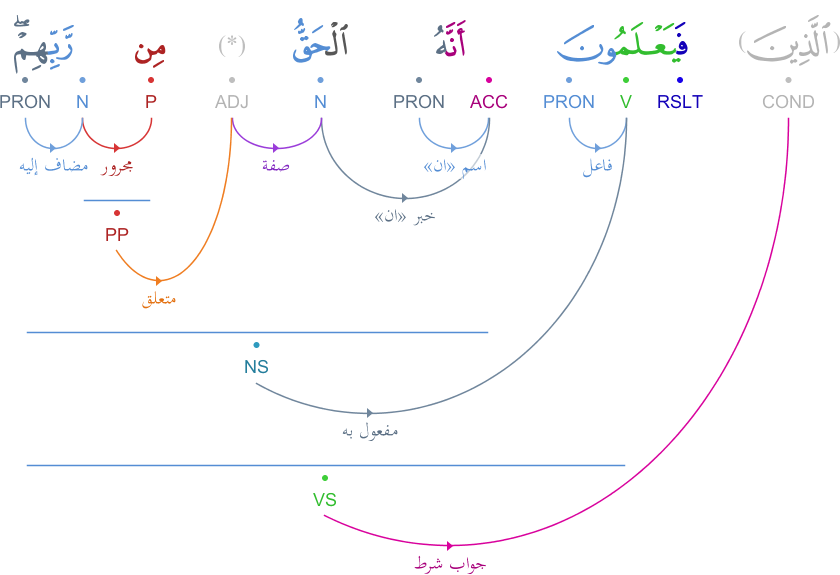 (ٱلَّذِينَ) فَيَعْلَمُونَ أَنَّهُ ٱلْحَقُّ (*) مِن رَّبِّهِمْ ۖ
COND RSLT V PRON ACC PRON N ADJ P N PRON
فاعل اسم «ان» صفة مجرور مضاف إليه
خبر «ان»
PP
متعلق
NS
مفعول به
VS
جواب شرط